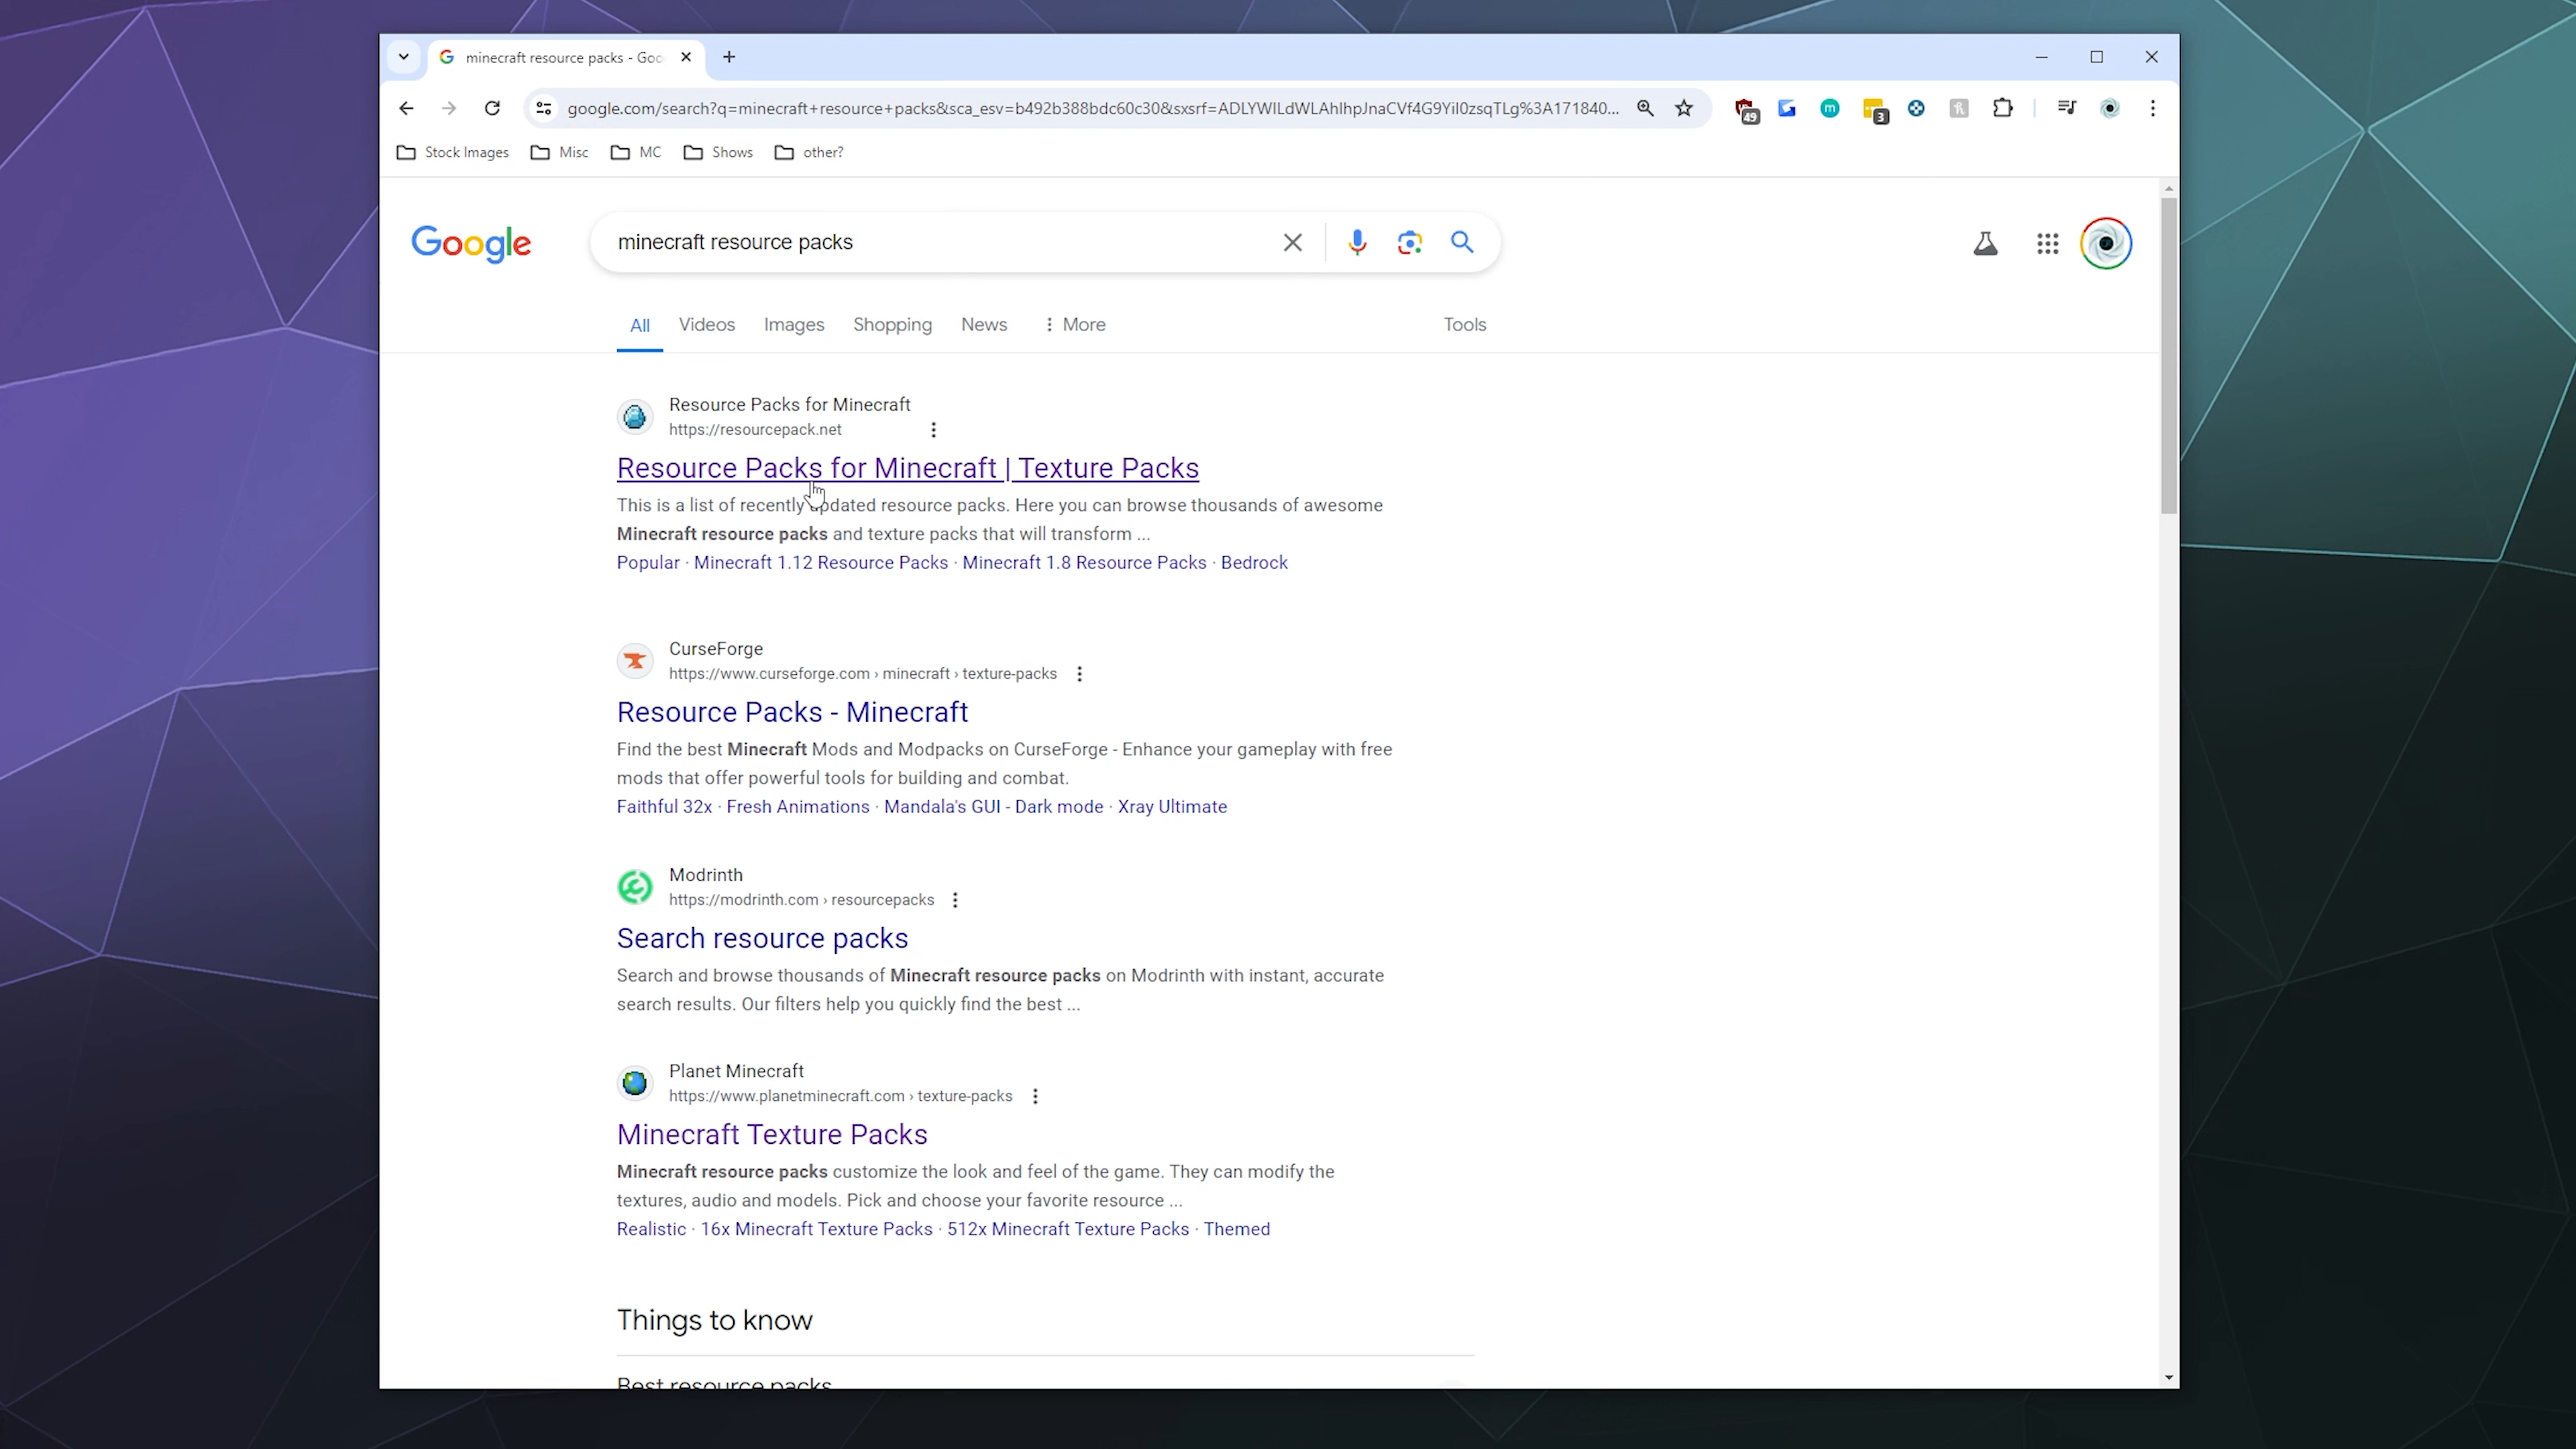 minecraft resource packs - Goo
google.com/search?q=minecraft+resource+packs&sca_esv=b492b388bdc60c30&sxsrf=ADLYWILdWLAhlhpJnaCVf4G9YiI0zsqTLg%3A171840...
49
m
3
Stock Images
Misc
MC
Shows
other?
Google
minecraft resource packs
All
Videos
Images
Shopping
News
More
Tools
Resource Packs for Minecraft
https://resourcepack.net
Resource Packs for Minecraft | Texture Packs
This is a list of recently updated resource packs. Here you can browse thousands of awesome
Minecraft resource packs and texture packs that will transform ...
Popular · Minecraft 1.12 Resource Packs · Minecraft 1.8 Resource Packs · Bedrock
CurseForge
https://www.curseforge.com › minecraft › texture-packs
Resource Packs - Minecraft
Find the best Minecraft Mods and Modpacks on CurseForge - Enhance your gameplay with free
mods that offer powerful tools for building and combat.
Faithful 32x · Fresh Animations · Mandala's GUI - Dark mode · Xray Ultimate
Modrinth
https://modrinth.com › resourcepacks
Search resource packs
Search and browse thousands of Minecraft resource packs on Modrinth with instant, accurate
search results. Our filters help you quickly find the best ...
Planet Minecraft
https://www.planetminecraft.com › texture-packs
Minecraft Texture Packs
Minecraft resource packs customize the look and feel of the game. They can modify the
textures, audio and models. Pick and choose your favorite resource ...
Realistic · 16x Minecraft Texture Packs · 512x Minecraft Texture Packs · Themed
Things to know
Best resource packs